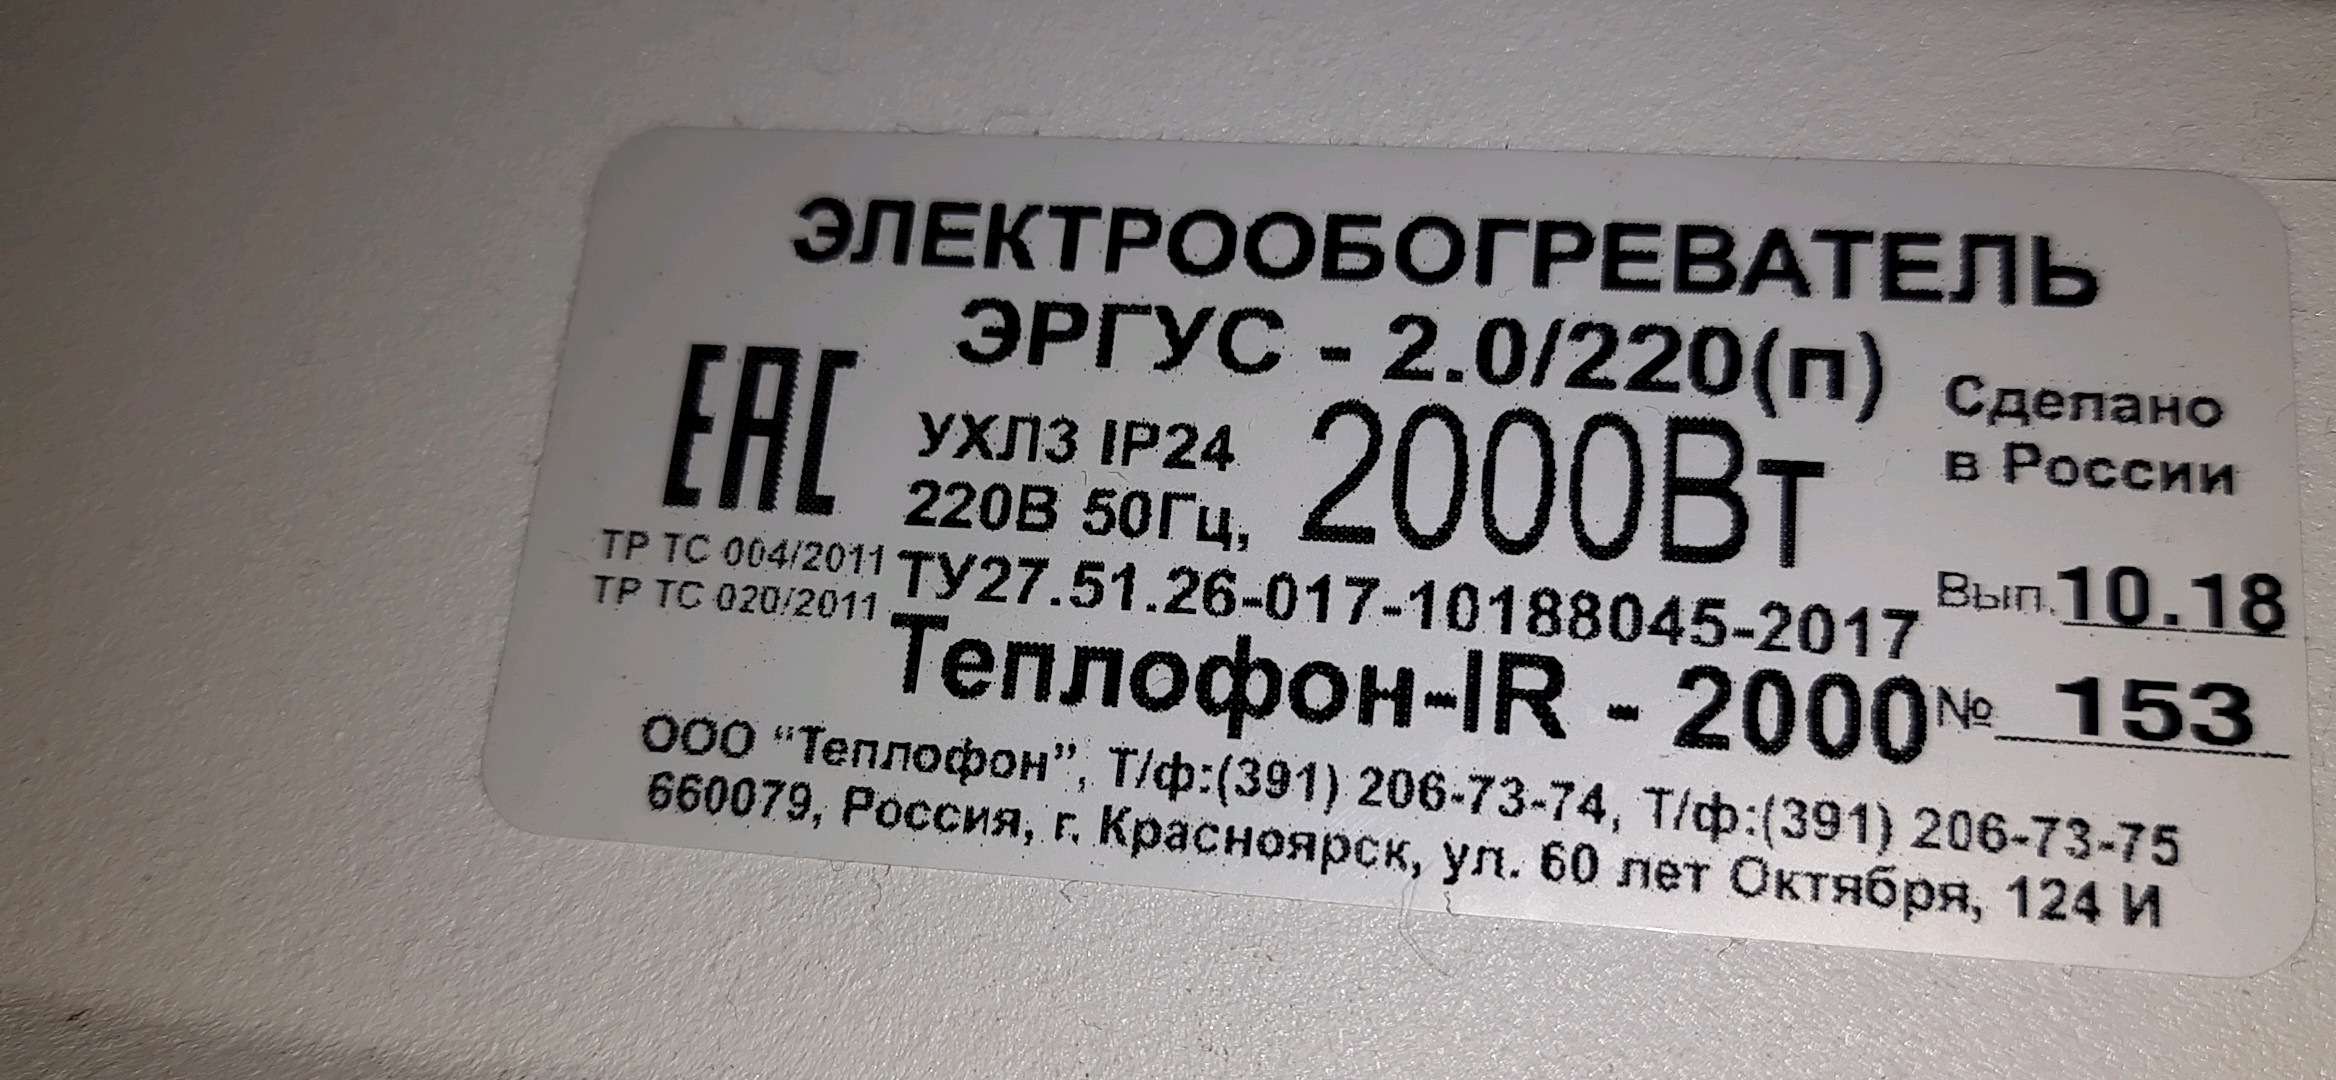 ЭЛЕКТРООБОГРЕВАТЕЛЬ
ЭРГУС - 2.0/220(п)
EAC
УХЛ3 IP24
220В 50Гц,
2000Вт
Сделано
в России
ТР ТС 004/2011
ТР ТС 020/2011
ТУ27.51.26-017-10188045-2017
Вып. 10.18
Теплофон-IR - 2000
№ 153
ООО "Теплофон", Т/ф:(391) 206-73-74, Т/ф:(391) 206-73-75
660079, Россия, г. Красноярск, ул. 60 лет Октября, 124 И